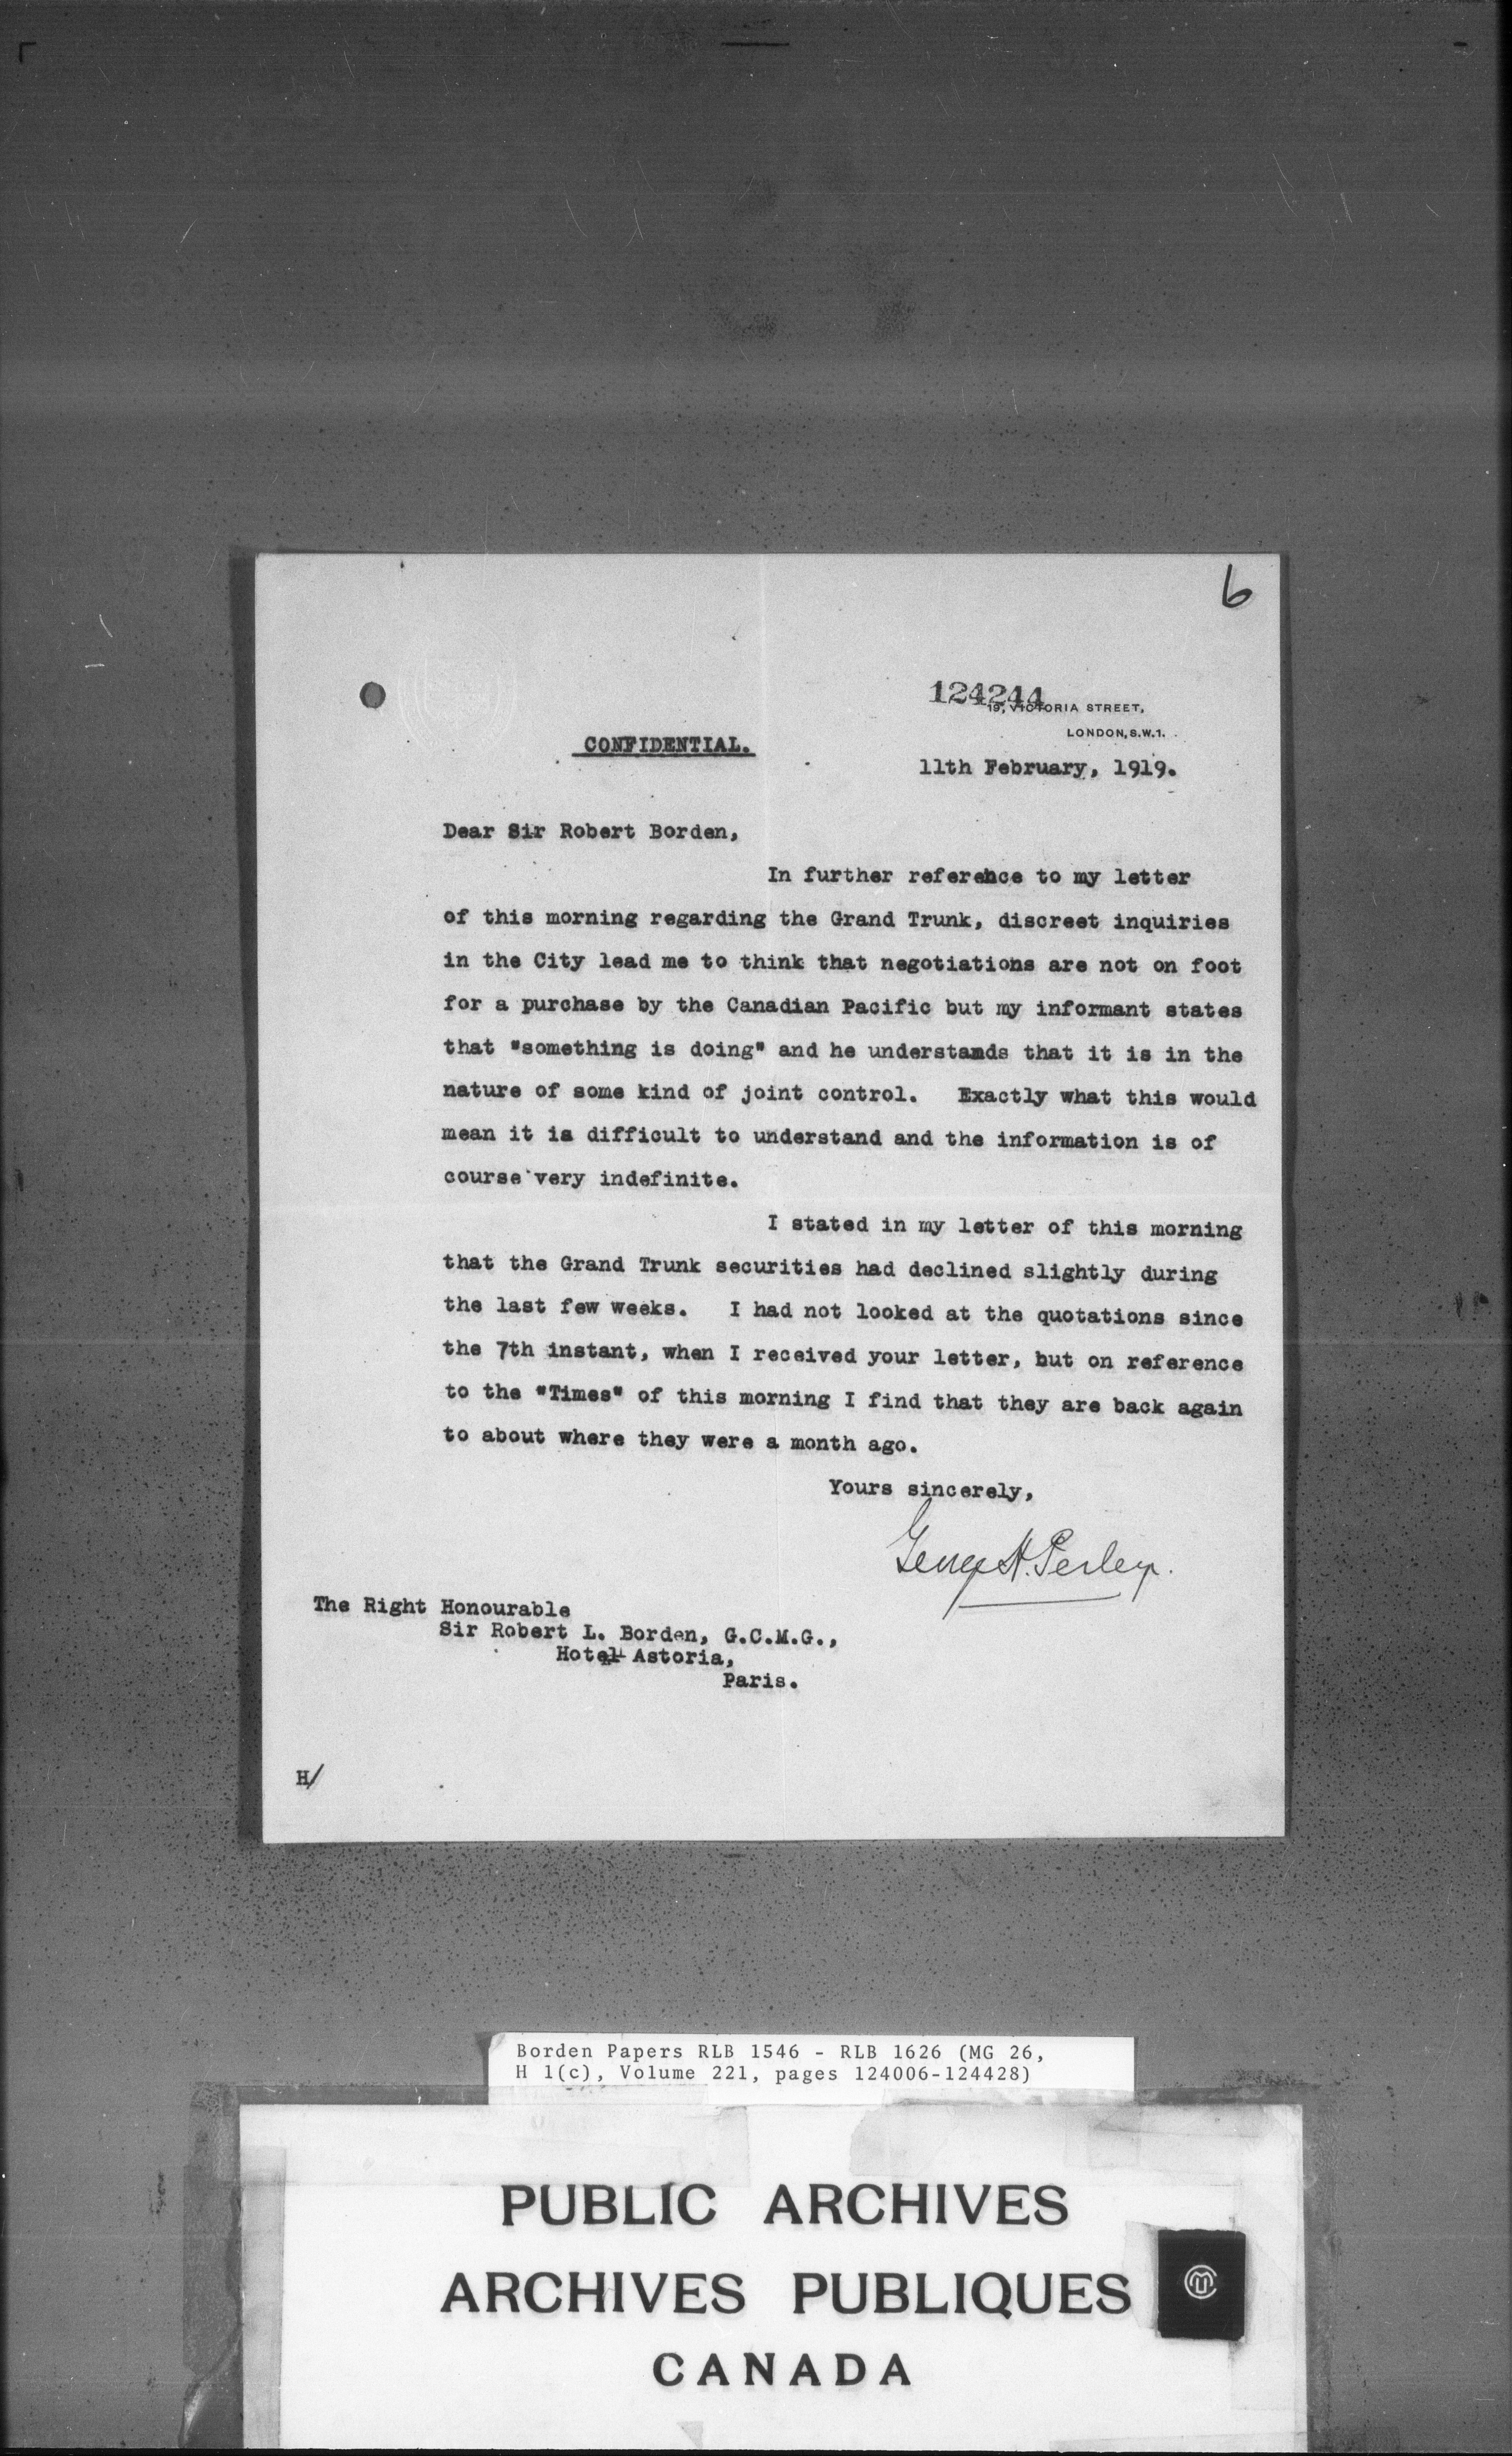 6
124244
19, VICTORIA STREET,
LONDON, S.W.1.
CONFIDENTIAL.
11th February, 1919.
Dear Sir Robert Borden,
In further reference to my letter
of this morning regarding the Grand Trunk, discreet inquiries
in the City lead me to think that negotiations are not on foot
for a purchase by the Canadian Pacific but my informant states
that "something is doing" and he understands that it is in the
nature of some kind of joint control. Exactly what this would
mean it is difficult to understand and the information is of
course very indefinite.
I stated in my letter of this morning
that the Grand Trunk securities had declined slightly during
the last few weeks. I had not looked at the quotations since
the 7th instant, when I received your letter, but on reference
to the "Times" of this morning I find that they are back again
to about where they were a month ago.
Yours sincerely,
George H. Perley.
The Right Honourable
Sir Robert L. Borden, G.C.M.G.,
Hotel Astoria,
Paris.
H/
Borden Papers RLB 1546 - RLB 1626 (MG 26,
H 1(c), Volume 221, pages 124006-124428)
PUBLIC ARCHIVES
ARCHIVES PUBLIQUES
CANADA